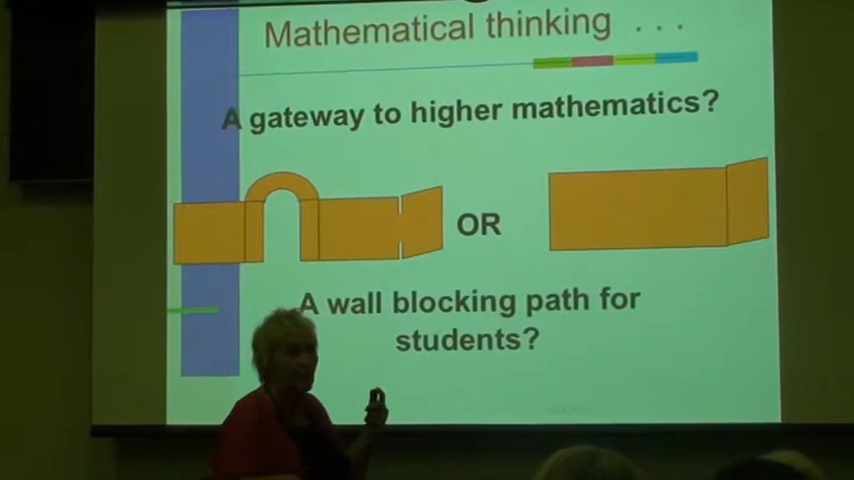 Mathematical thinking . . .
A gateway to higher mathematics?
OR
A wall blocking path for
students?